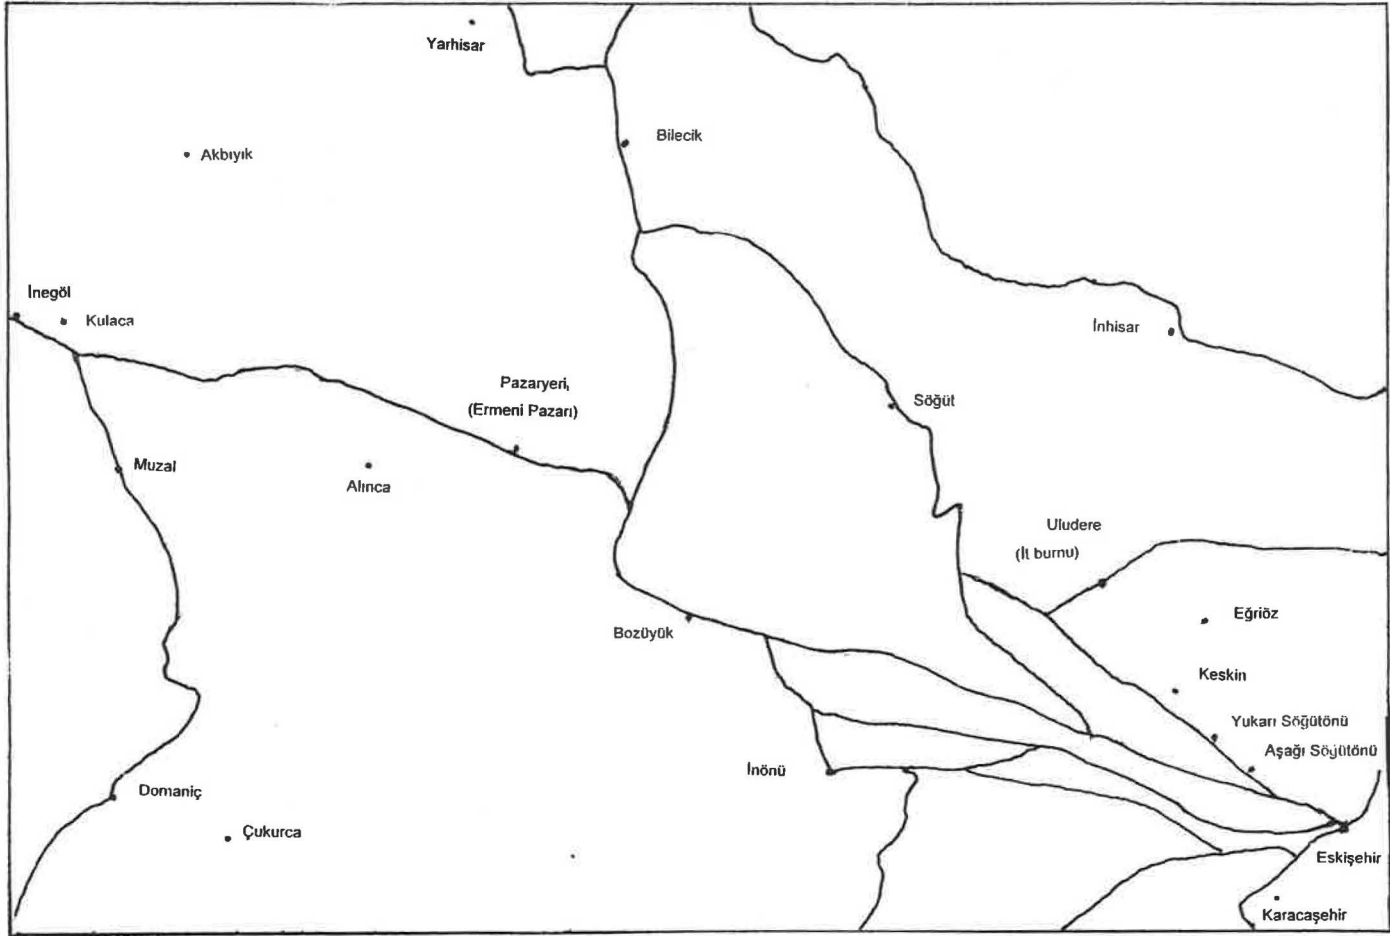 Yarhisar
Bilecik
Akbıyık
İnegöl
Kulaca
İnhisar
Pazaryeri,
(Ermeni Pazarı)
Söğüt
Muzal
Alınca
Uludere
(İt burnu)
Eğriöz
Bozüyük
Keskin
Yukarı Söğütönü
Aşağı Söğütönü
İnönü
Domaniç
Çukurca
Eskişehir
Karacaşehir